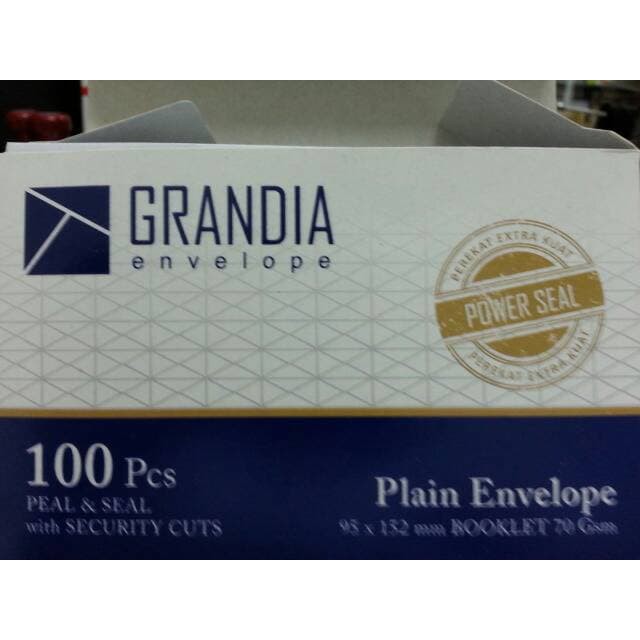 GRANDIA
envelope
PEREKAT EXTRA KUAT
POWER SEAL
PEREKAT EXTRA KUAT
100 Pcs
PEAL & SEAL
with SECURITY CUTS
Plain Envelope
95 x 152 mm BOOKLET 70 Gsm